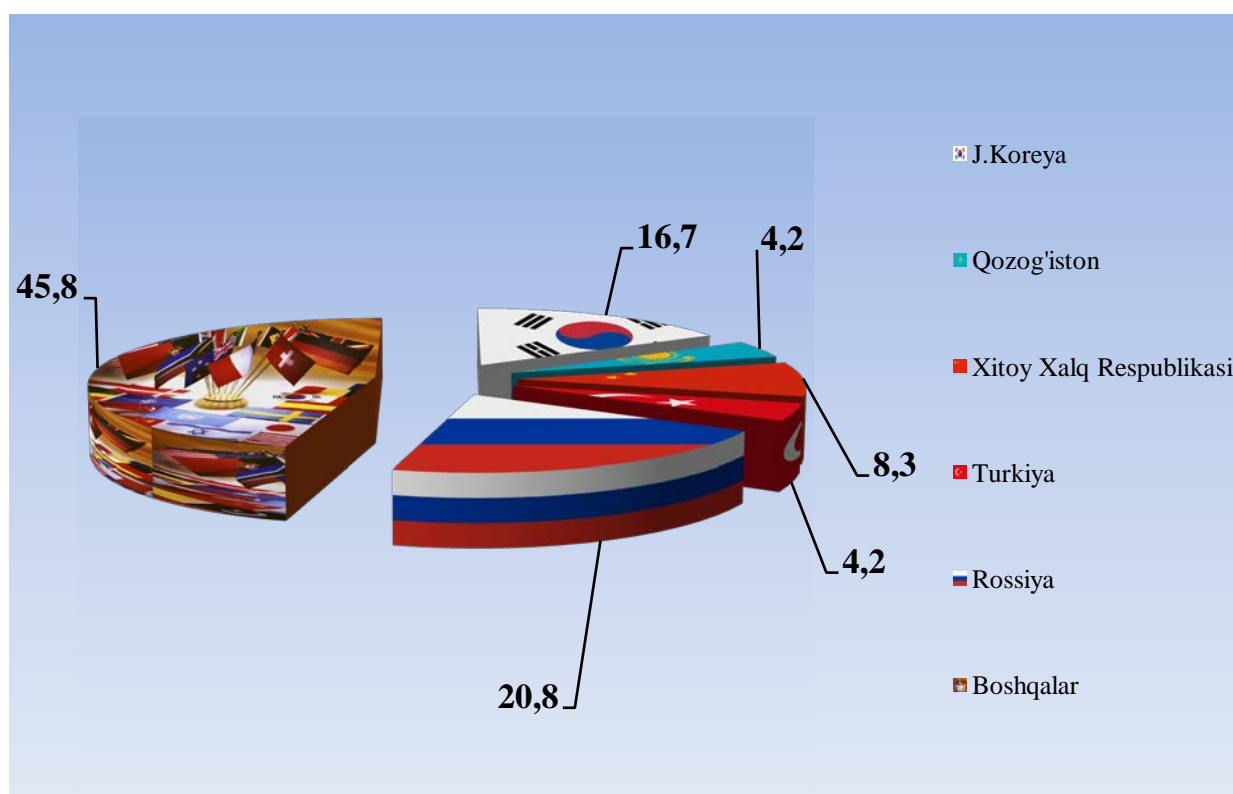 16,7
4,2
45,8
8,3
4,2
20,8
J.Koreya
Qozog'iston
Xitoy Xalq Respublikasi
Turkiya
Rossiya
Boshqalar